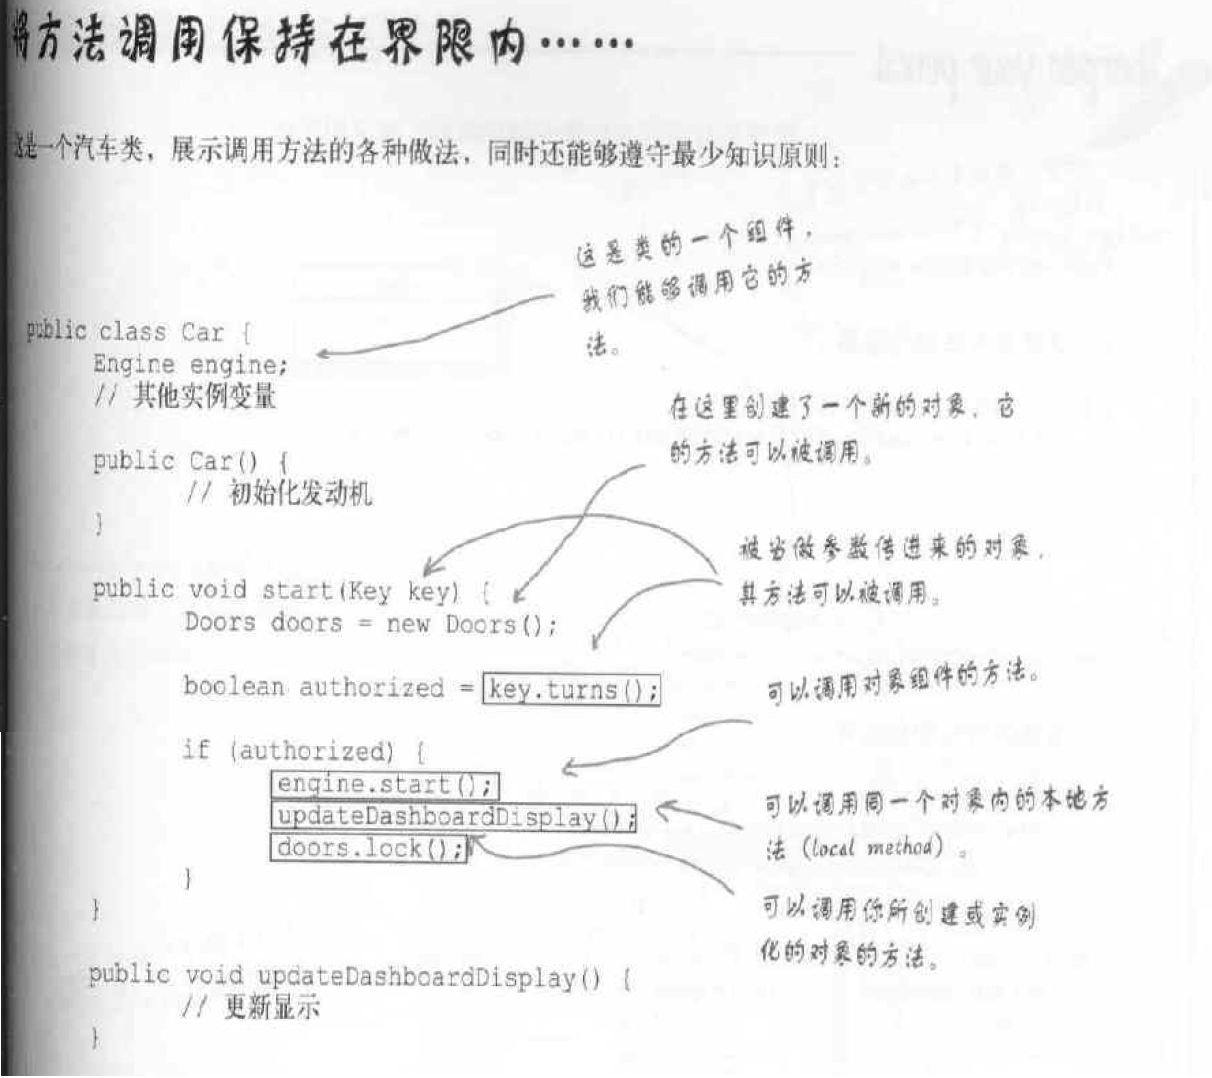 将方法调用保持在界限内……
这是一个汽车类，展示调用方法的各种做法，同时还能够遵守最少知识原则：
这是类的一个组件，
我们能够调用它的方
法。
public class Car {
Engine engine;
// 其他实例变量
在这里创建了一个新的对象，它
的方法可以被调用。
public Car() {
// 初始化发动机
}
被当做参数传进来的对象，
其方法可以被调用。
public void start(Key key) {
Doors doors = new Doors();
boolean authorized = key.turns();
可以调用对象组件的方法。
if (authorized) {
engine.start();
updateDashboardDisplay();
doors.lock();
可以调用同一个对象内的本地方
法（local method）。
}
}
可以调用你所创建或实例
化的对象的方法。
public void updateDashboardDisplay() {
// 更新显示
}